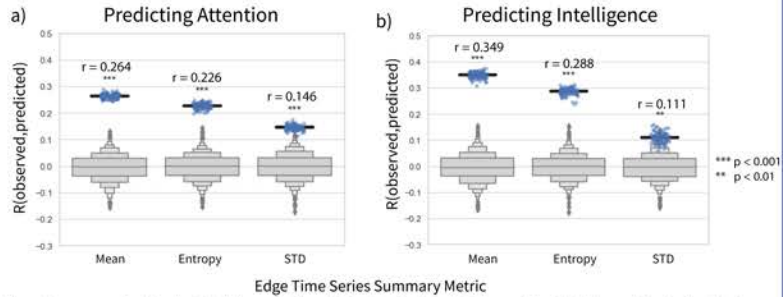 a)
Predicting Attention
R(observed,predicted)
0.5
0.4
0.3
0.2
0.1
0.0
−0.1
−0.2
−0.3
r = 0.264
***
r = 0.226
***
r = 0.146
***
Mean Entropy STD
b)
Predicting Intelligence
R(observed,predicted)
0.5
0.4
0.3
0.2
0.1
0.0
−0.1
−0.2
−0.3
r = 0.349
***
r = 0.288
***
r = 0.111
**
Mean Entropy STD
*** p < 0.001
** p < 0.01
Edge Time Series Summary Metric